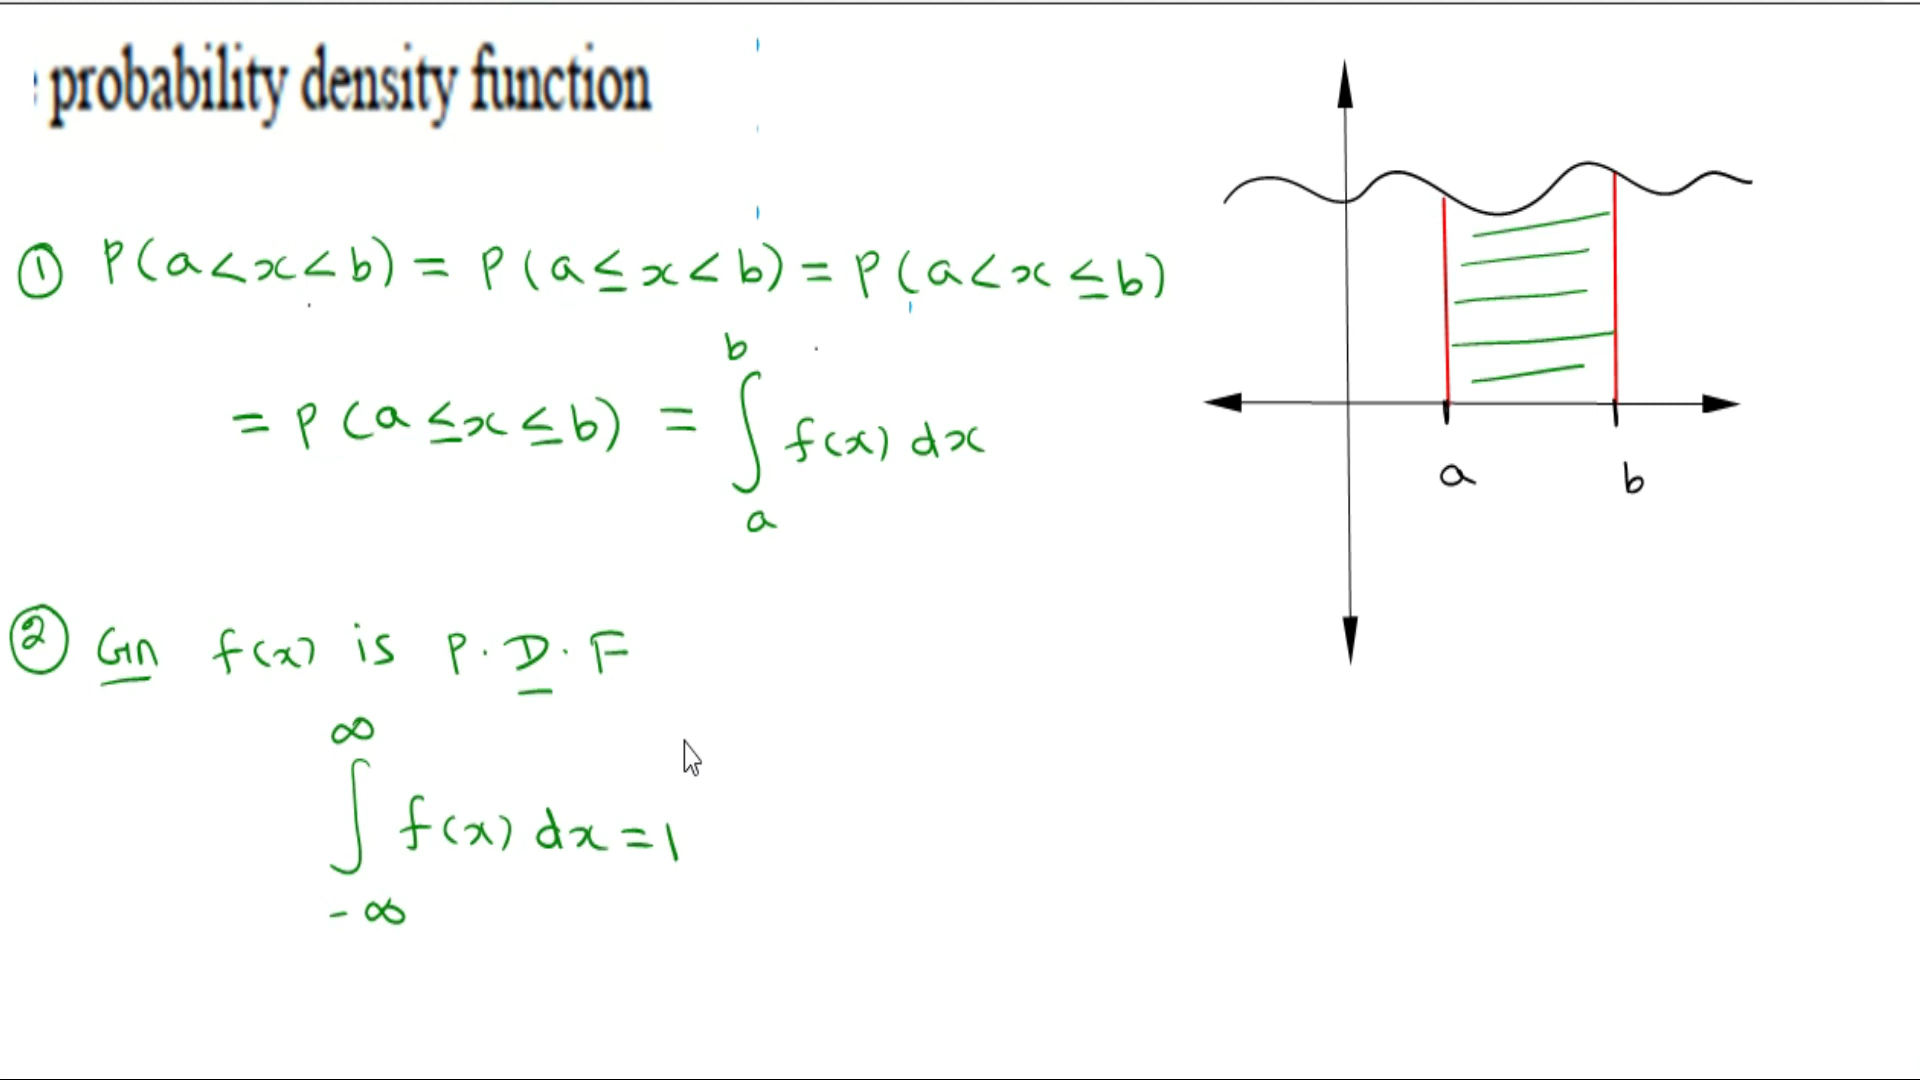 probability density function
① P(a<x<b) = P(a≤x<b) = P(a<x≤b)
= P(a≤x≤b) = ∫
b
a
f(x) dx
a b
② Gn f(x) is P.D.F
∞
∫ f(x) dx = 1
-∞